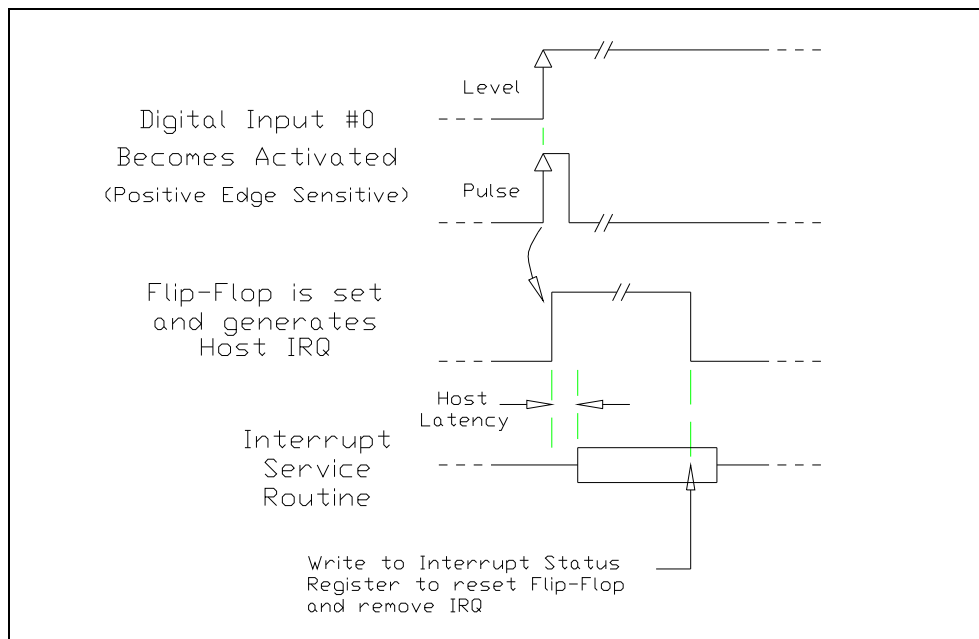 Level
Digital Input #0
Becomes Activated
(Positive Edge Sensitive)
Pulse
Flip-Flop is set
and generates
Host IRQ
Host
Latency
Interrupt
Service
Routine
Write to Interrupt Status
Register to reset Flip-Flop
and remove IRQ